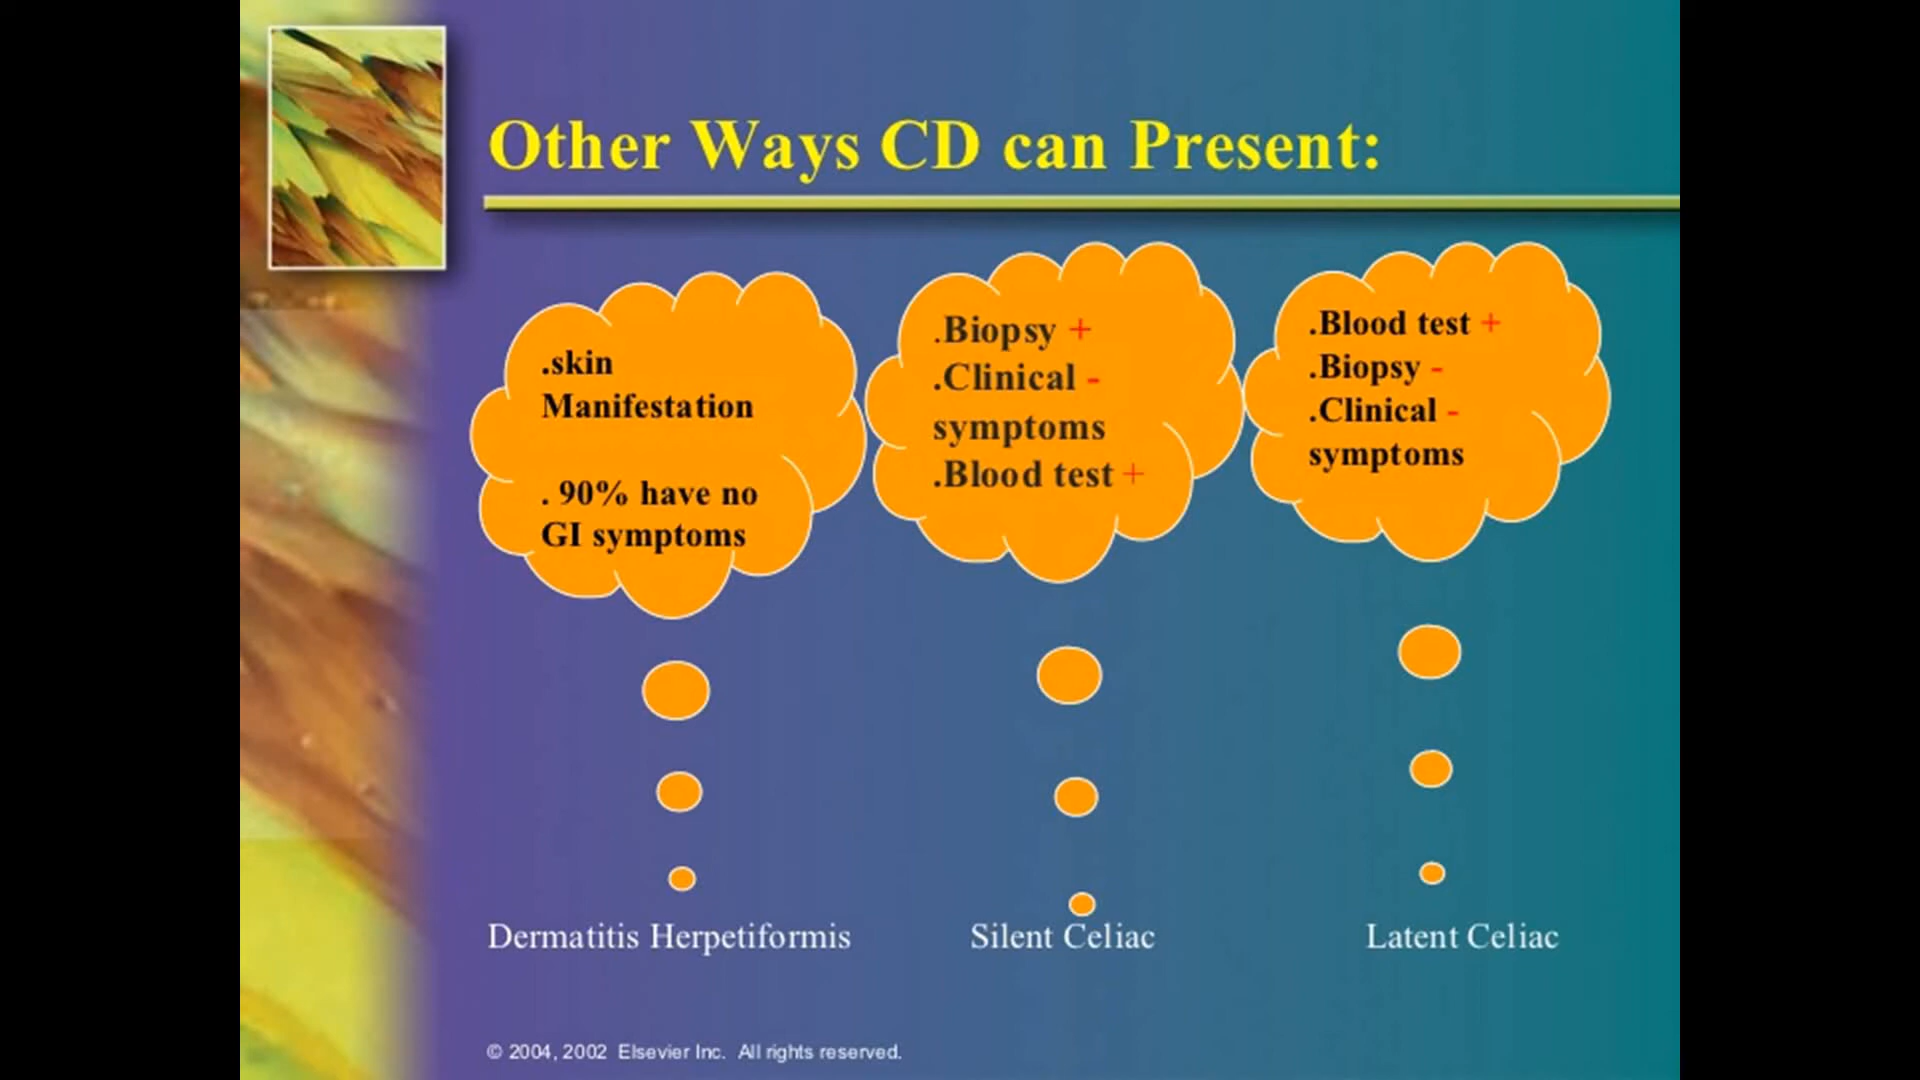 Other Ways CD can Present:
.skin
Manifestation
. 90% have no
GI symptoms
.Biopsy +
.Clinical -
symptoms
.Blood test +
.Blood test +
.Biopsy -
.Clinical -
symptoms
Dermatitis Herpetiformis
Silent Celiac
Latent Celiac
© 2004, 2002 Elsevier Inc. All rights reserved.